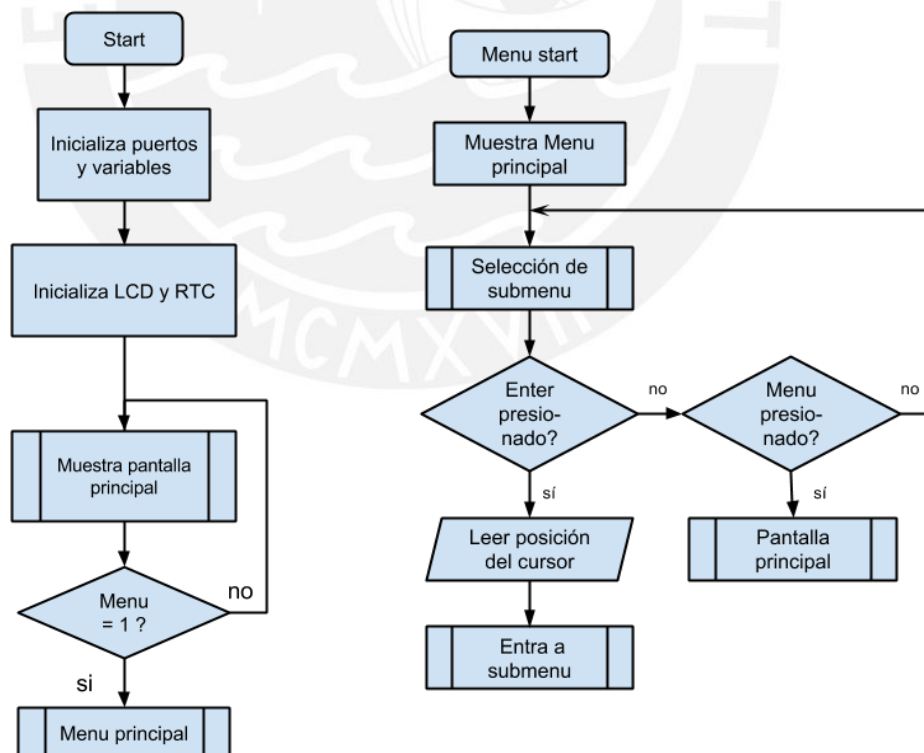 Start
Inicializa puertos
y variables
Inicializa LCD y RTC
Muestra pantalla
principal
Menu
= 1 ?
no
si
Menu principal
Menu start
Muestra Menu
principal
Selección de
submenu
Enter
presio-
nado?
no
sí
Leer posición
del cursor
Entra a
submenu
Menu
presio-
nado?
no
sí
Pantalla
principal
MCMXVII